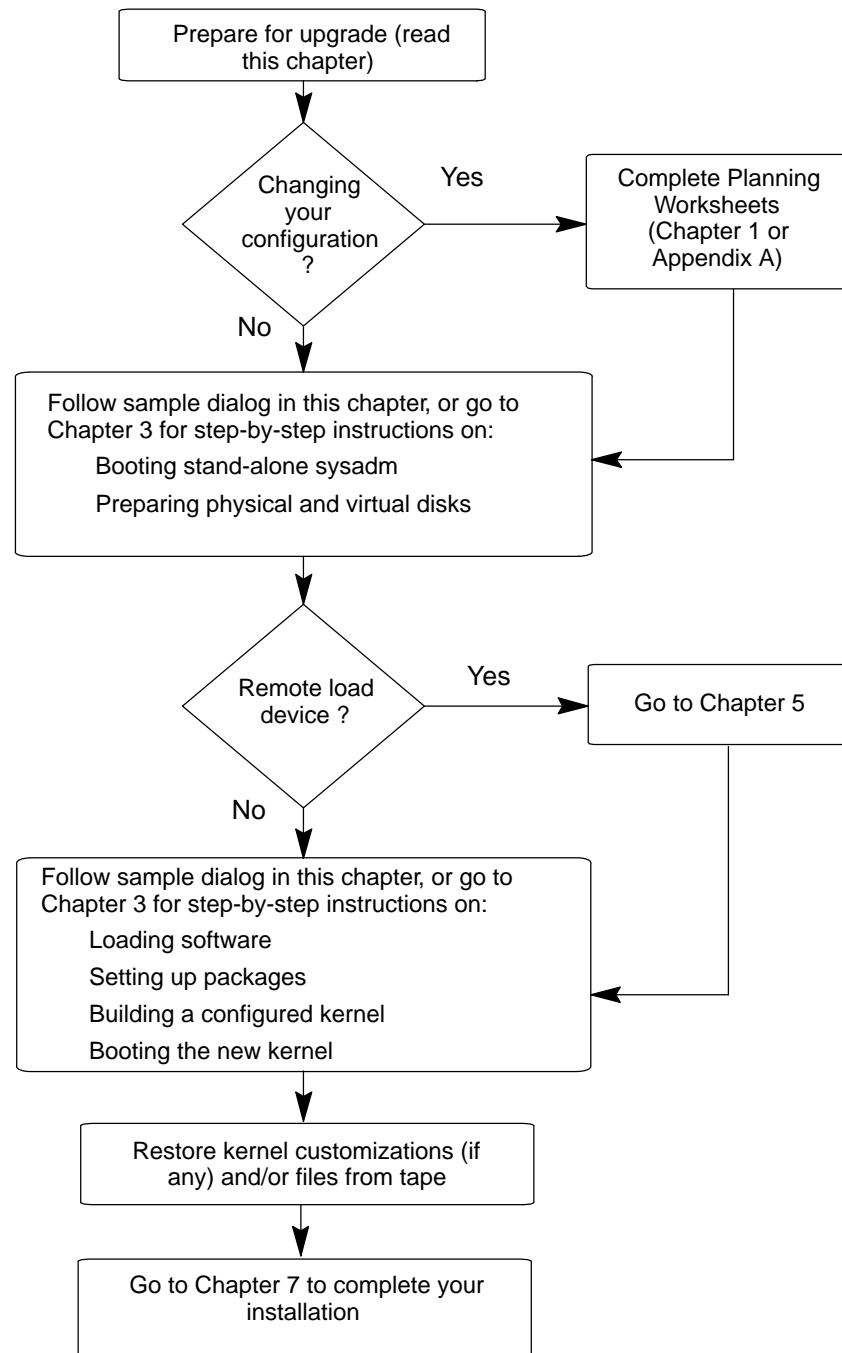 Prepare for upgrade (read
this chapter)
Changing
your
configuration
?
Yes
Complete Planning
Worksheets
(Chapter 1 or
Appendix A)
No
Follow sample dialog in this chapter, or go to
Chapter 3 for step-by-step instructions on:
Booting stand-alone sysadm
Preparing physical and virtual disks
Remote load
device ?
Yes
Go to Chapter 5
No
Follow sample dialog in this chapter, or go to
Chapter 3 for step-by-step instructions on:
Loading software
Setting up packages
Building a configured kernel
Booting the new kernel
Restore kernel customizations (if
any) and/or files from tape
Go to Chapter 7 to complete your
installation